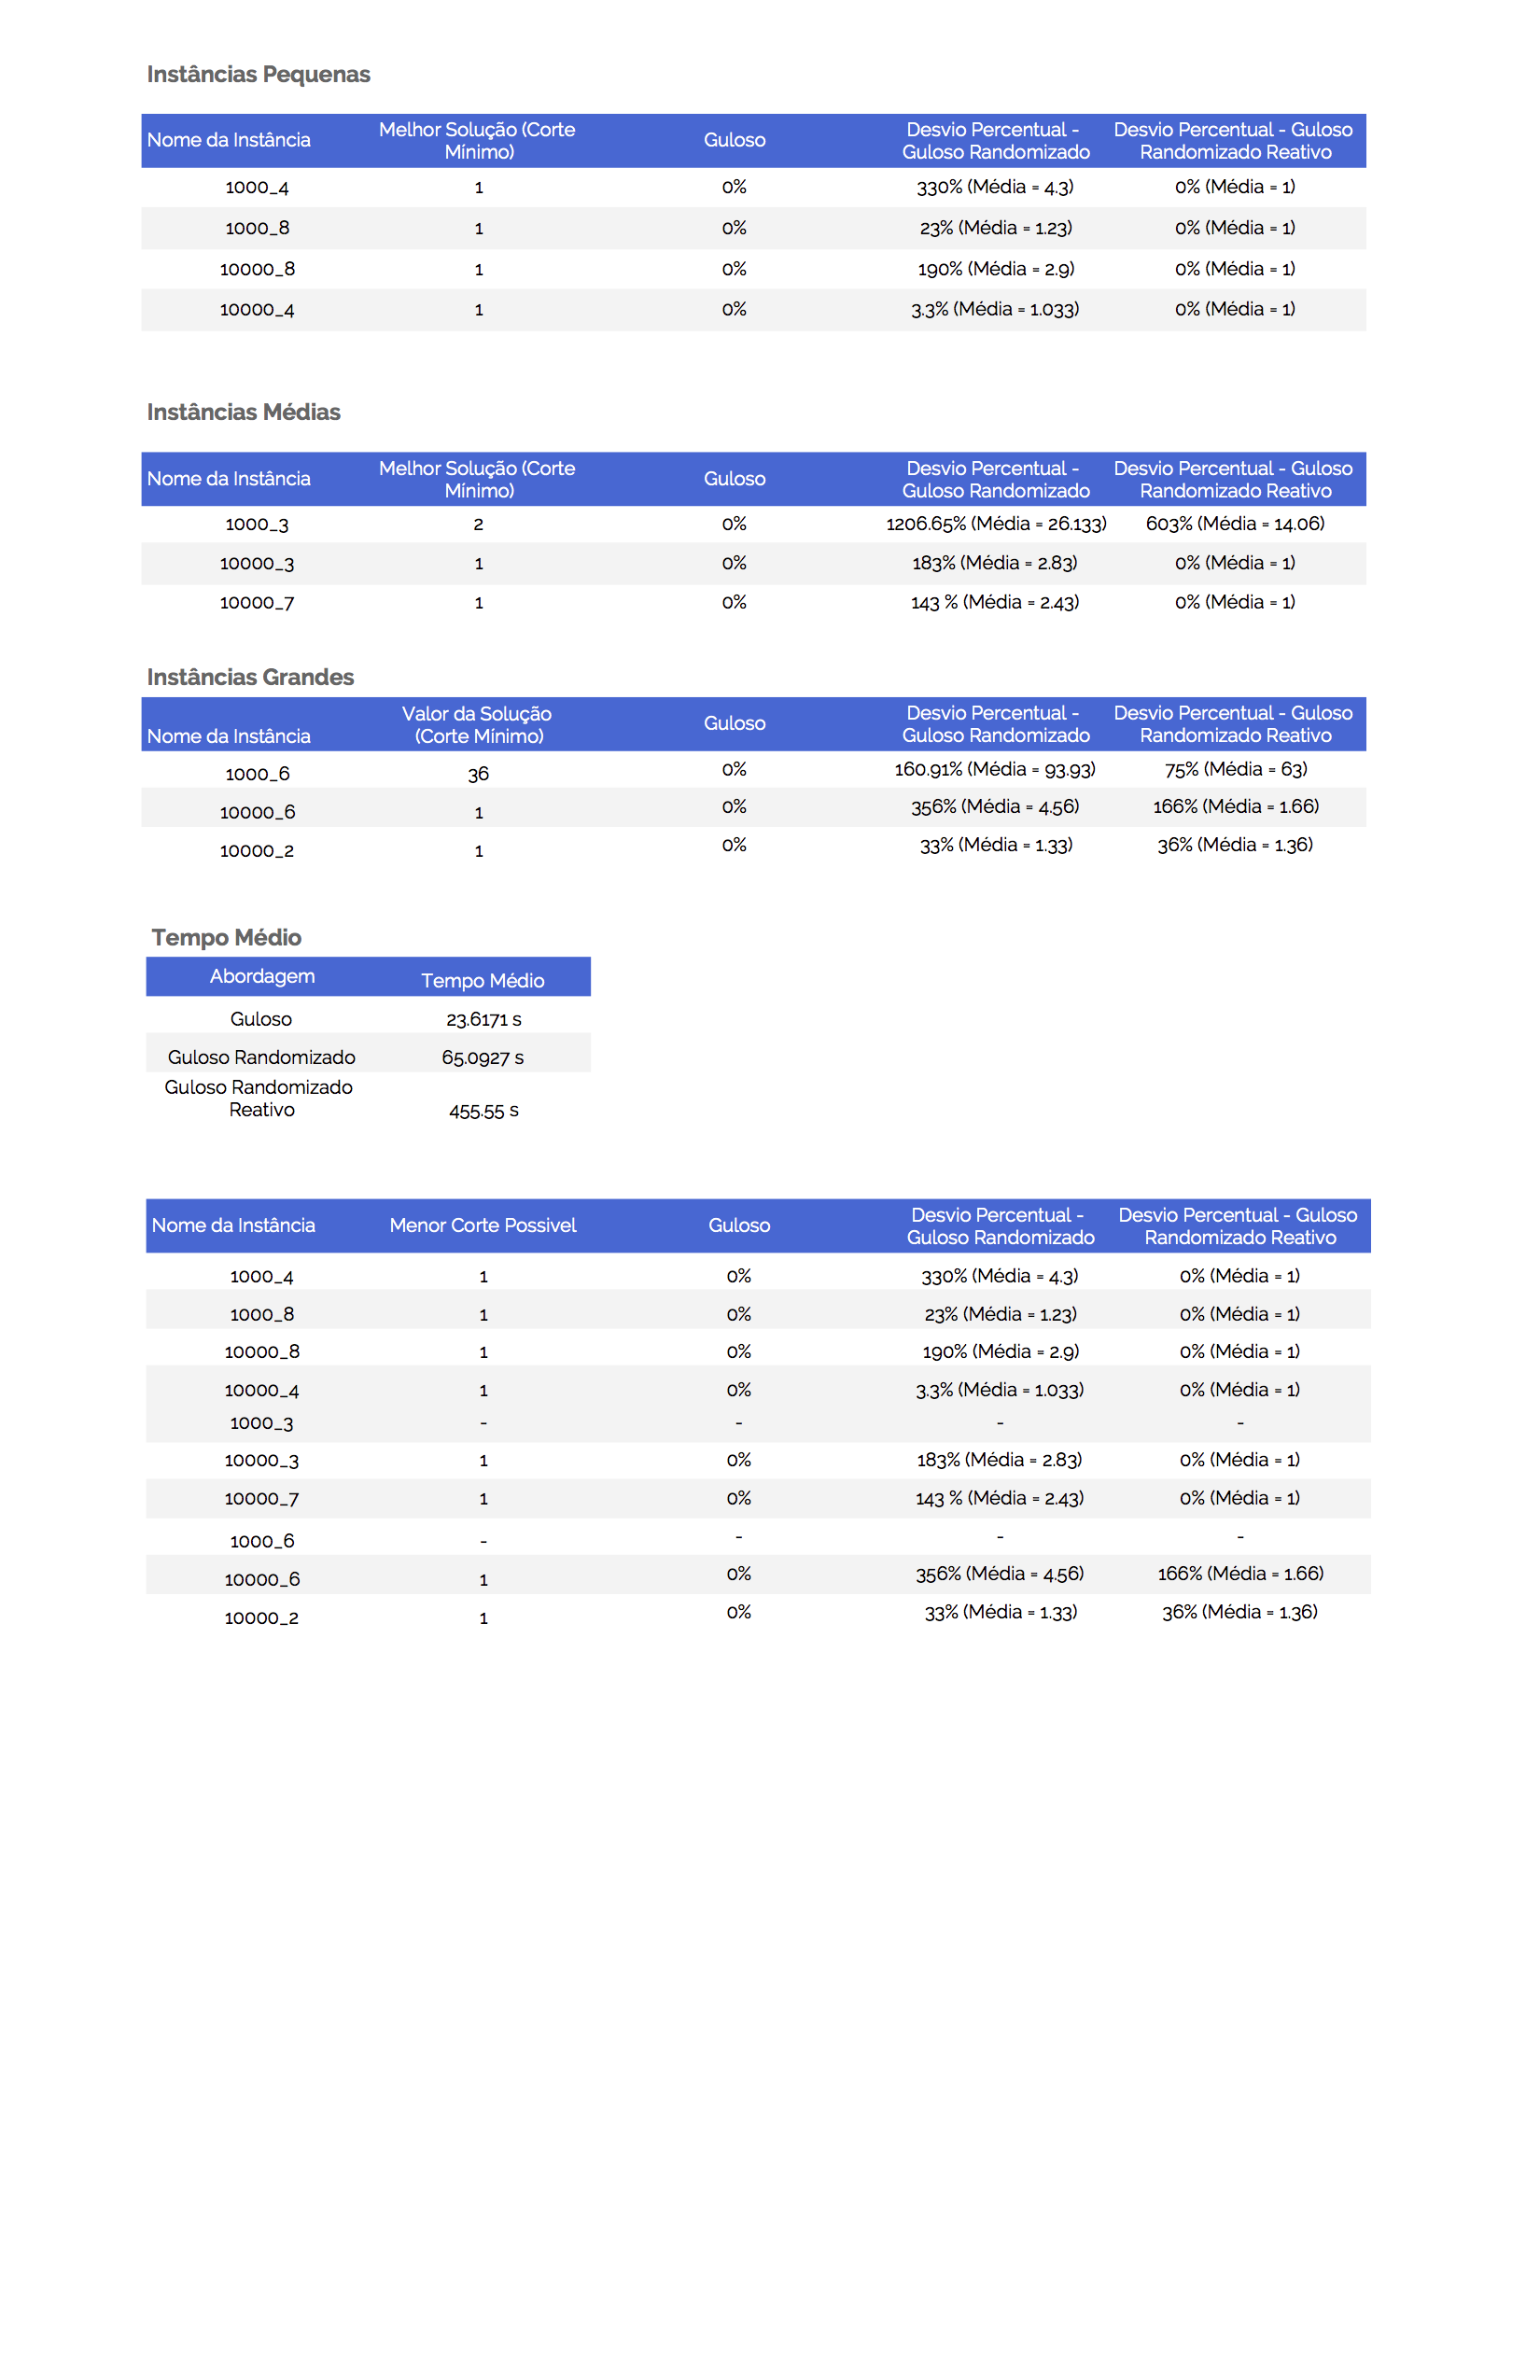 Instâncias Pequenas
Nome da Instância Melhor Solução (Corte Mínimo) Guloso Desvio Percentual - Guloso Randomizado Desvio Percentual - Guloso Randomizado Reativo
1000_4 1 0% 330% (Média = 4.3) 0% (Média = 1)
1000_8 1 0% 23% (Média = 1.23) 0% (Média = 1)
10000_8 1 0% 190% (Média = 2.9) 0% (Média = 1)
10000_4 1 0% 3.3% (Média = 1.033) 0% (Média = 1)
Instâncias Médias
Nome da Instância Melhor Solução (Corte Mínimo) Guloso Desvio Percentual - Guloso Randomizado Desvio Percentual - Guloso Randomizado Reativo
1000_3 2 0% 1206.65% (Média = 26.133) 603% (Média = 14.06)
10000_3 1 0% 183% (Média = 2.83) 0% (Média = 1)
10000_7 1 0% 143 % (Média = 2.43) 0% (Média = 1)
Instâncias Grandes
Nome da Instância Valor da Solução (Corte Mínimo) Guloso Desvio Percentual - Guloso Randomizado Desvio Percentual - Guloso Randomizado Reativo
1000_6 36 0% 160.91% (Média = 93.93) 75% (Média = 63)
10000_6 1 0% 356% (Média = 4.56) 166% (Média = 1.66)
10000_2 1 0% 33% (Média = 1.33) 36% (Média = 1.36)
Tempo Médio
Abordagem Tempo Médio
Guloso 23.6171 s
Guloso Randomizado 65.0927 s
Guloso Randomizado Reativo 455.55 s
Nome da Instância Menor Corte Possivel Guloso Desvio Percentual - Guloso Randomizado Desvio Percentual - Guloso Randomizado Reativo
1000_4 1 0% 330% (Média = 4.3) 0% (Média = 1)
1000_8 1 0% 23% (Média = 1.23) 0% (Média = 1)
10000_8 1 0% 190% (Média = 2.9) 0% (Média = 1)
10000_4 1 0% 3.3% (Média = 1.033) 0% (Média = 1)
1000_3 - - - -
10000_3 1 0% 183% (Média = 2.83) 0% (Média = 1)
10000_7 1 0% 143 % (Média = 2.43) 0% (Média = 1)
1000_6 - - - -
10000_6 1 0% 356% (Média = 4.56) 166% (Média = 1.66)
10000_2 1 0% 33% (Média = 1.33) 36% (Média = 1.36)